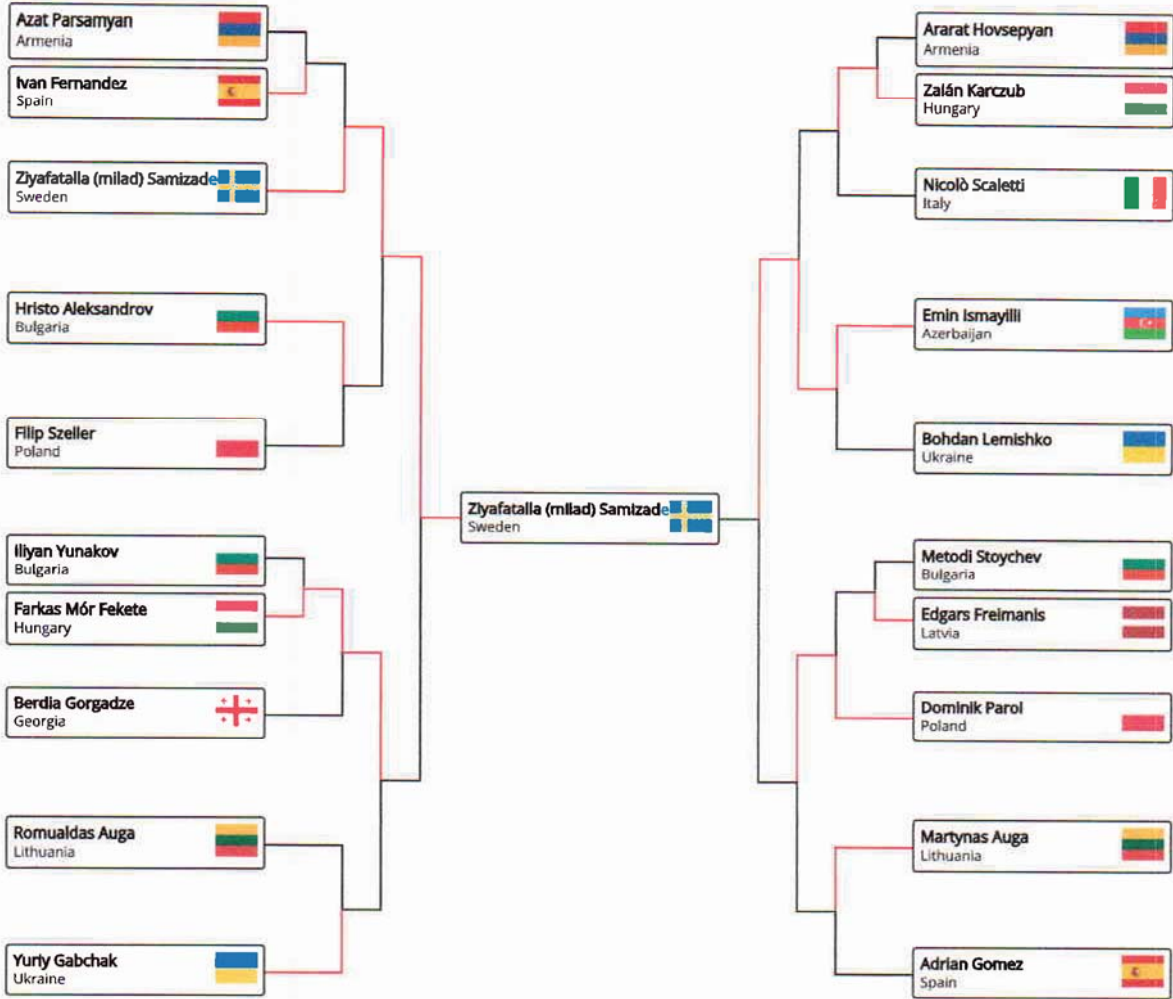 Azat Parsamyan
Armenia
Ivan Fernandez
Spain
Ziyafatalla (milad) Samizade
Sweden
Hristo Aleksandrov
Bulgaria
Filip Szeller
Poland
Iliyan Yunakov
Bulgaria
Farkas Mór Fekete
Hungary
Berdia Gorgadze
Georgia
Romualdas Auga
Lithuania
Yuriy Gabchak
Ukraine
Ziyafatalla (milad) Samizade
Sweden
Ararat Hovsepyan
Armenia
Zalán Karczub
Hungary
Nicolò Scaletti
Italy
Emin Ismayilli
Azerbaijan
Bohdan Lemishko
Ukraine
Metodi Stoychev
Bulgaria
Edgars Freimanis
Latvia
Dominik Parol
Poland
Martynas Auga
Lithuania
Adrian Gomez
Spain